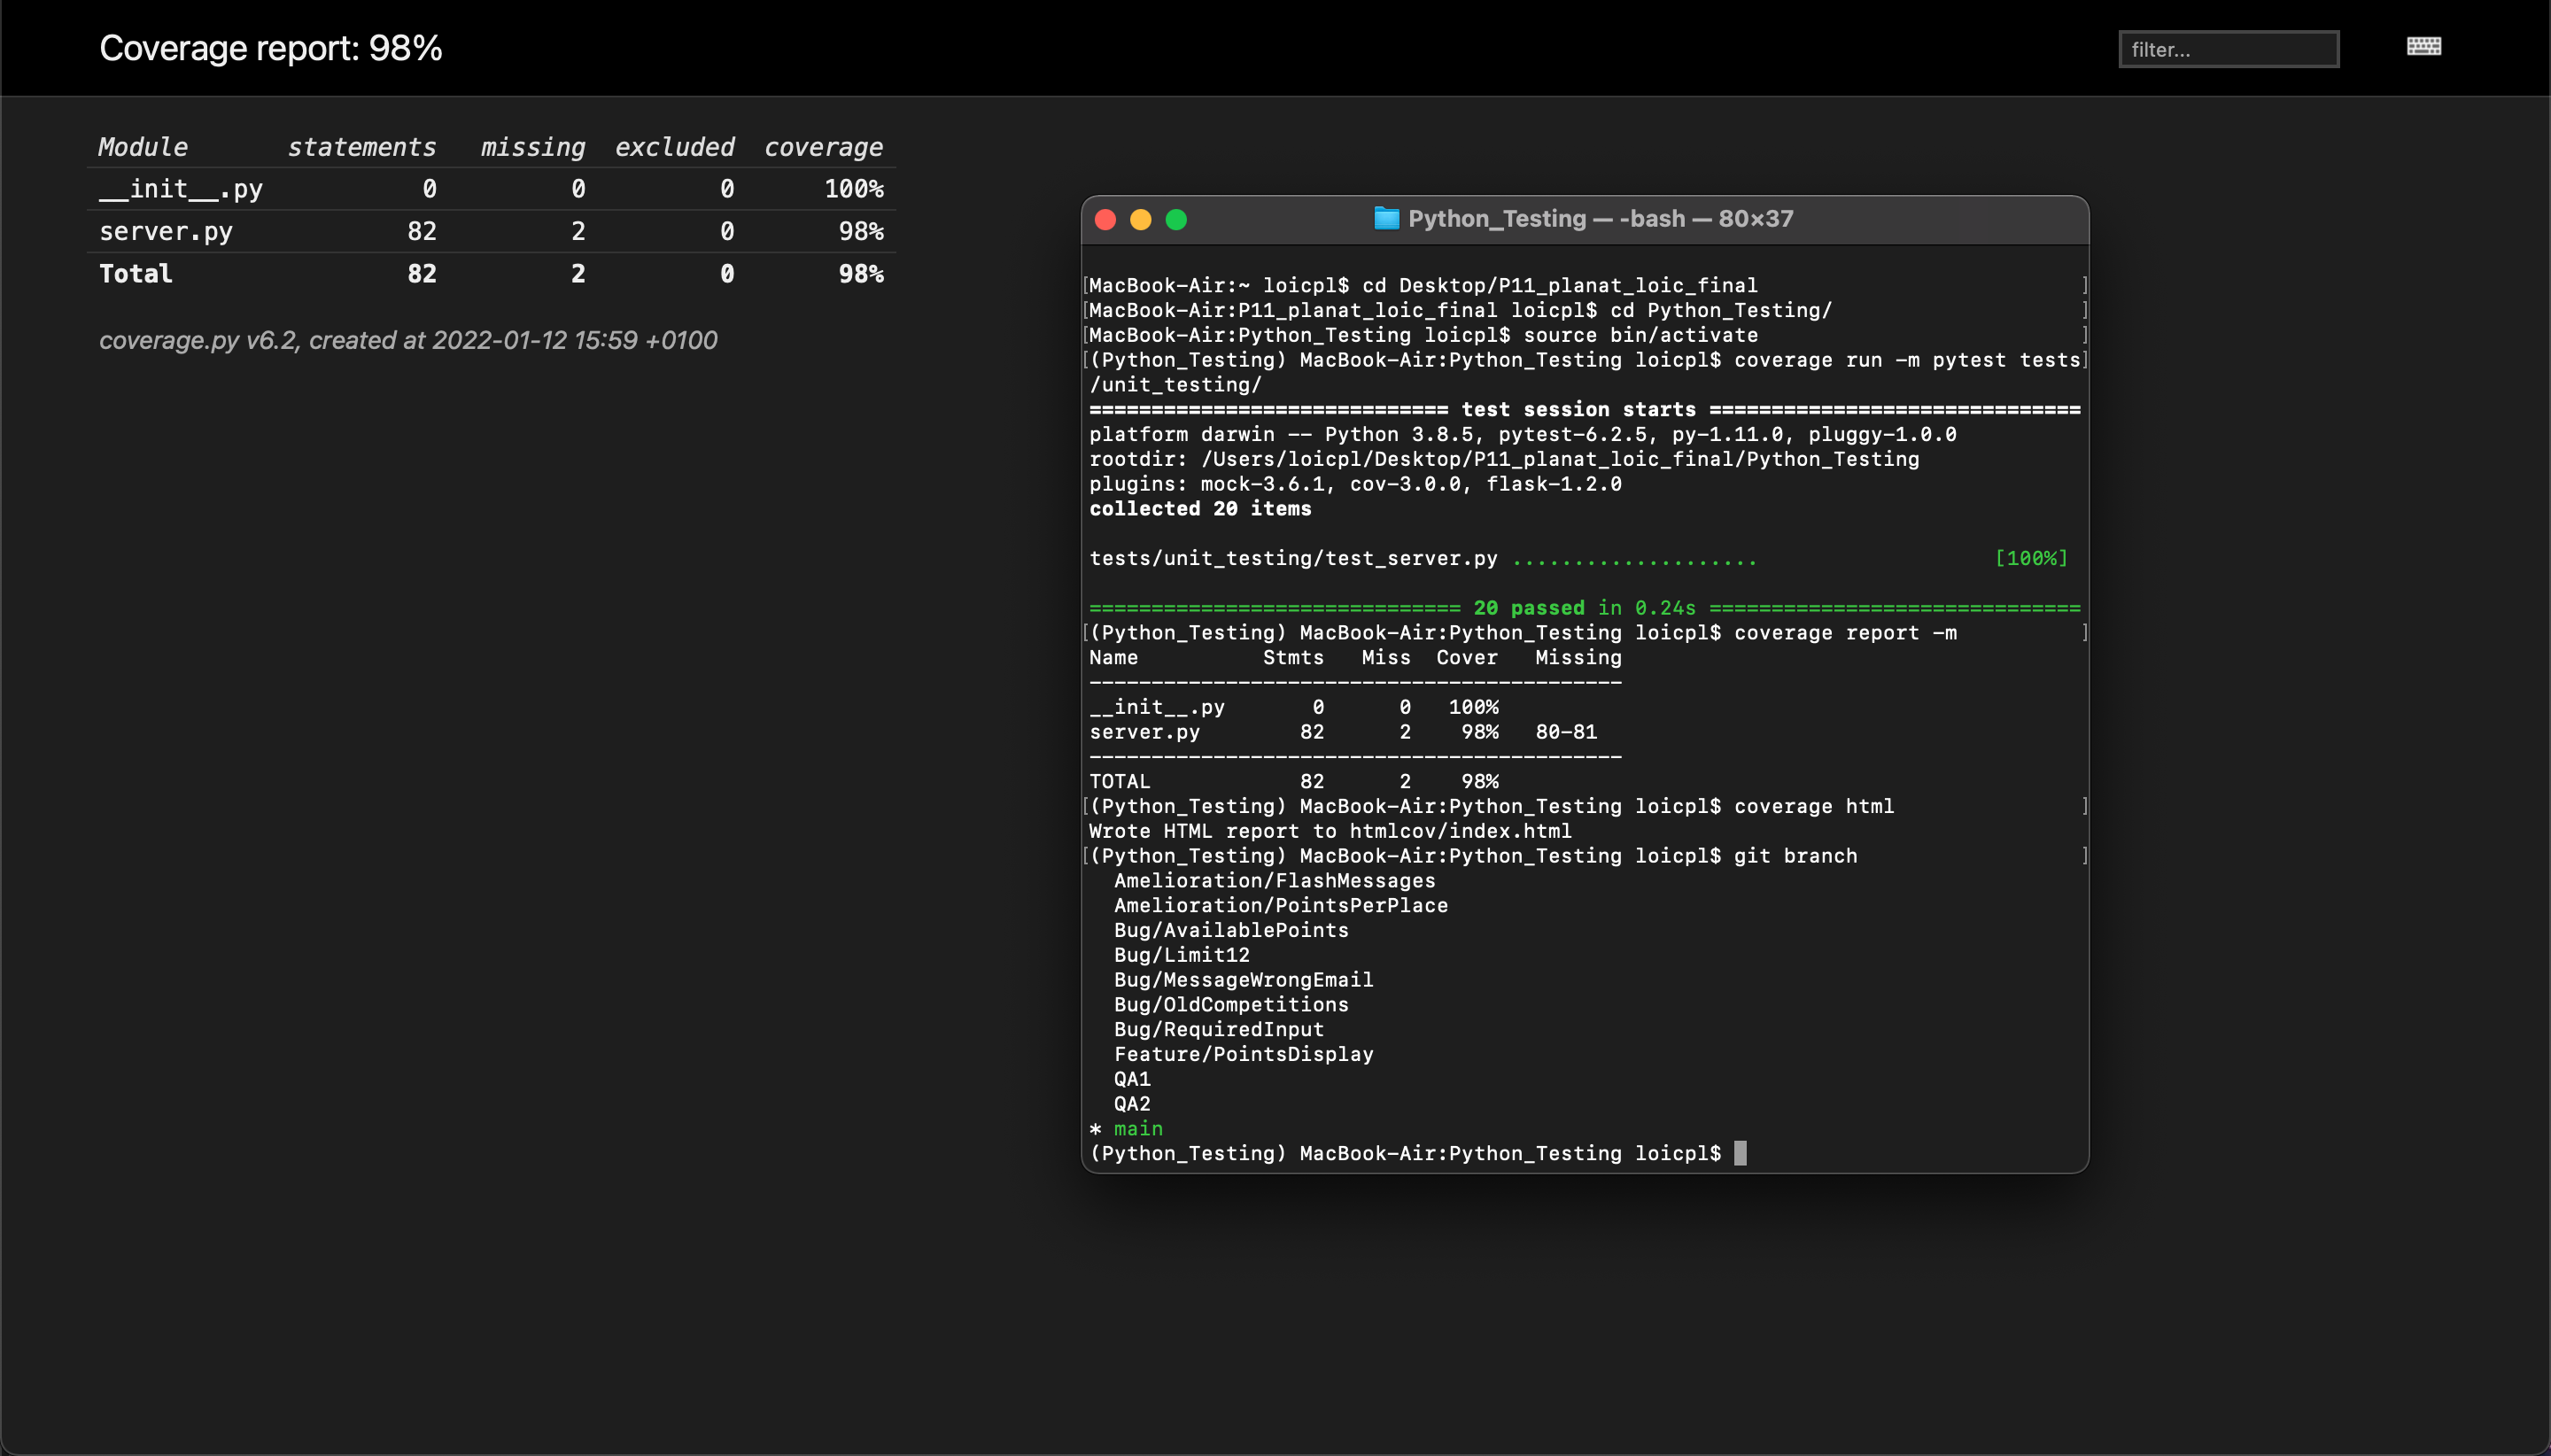 Coverage report: 98%
filter...
Module statements missing excluded coverage
__init__.py 0 0 0 100%
server.py 82 2 0 98%
Total 82 2 0 98%
coverage.py v6.2, created at 2022-01-12 15:59 +0100
Python_Testing — -bash — 80×37
[MacBook-Air:~ loicpl$ cd Desktop/P11_planat_loic_final ]
[MacBook-Air:P11_planat_loic_final loicpl$ cd Python_Testing/ ]
[MacBook-Air:Python_Testing loicpl$ source bin/activate ]
[(Python_Testing) MacBook-Air:Python_Testing loicpl$ coverage run -m pytest tests]
/unit_testing/
============================= test session starts ==============================
platform darwin -- Python 3.8.5, pytest-6.2.5, py-1.11.0, pluggy-1.0.0
rootdir: /Users/loicpl/Desktop/P11_planat_loic_final/Python_Testing
plugins: mock-3.6.1, cov-3.0.0, flask-1.2.0
collected 20 items
tests/unit_testing/test_server.py .................... [100%]
============================== 20 passed in 0.24s ==============================
[(Python_Testing) MacBook-Air:Python_Testing loicpl$ coverage report -m ]
Name Stmts Miss Cover Missing
-------------------------------------------
__init__.py 0 0 100%
server.py 82 2 98% 80-81
-------------------------------------------
TOTAL 82 2 98%
[(Python_Testing) MacBook-Air:Python_Testing loicpl$ coverage html ]
Wrote HTML report to htmlcov/index.html
[(Python_Testing) MacBook-Air:Python_Testing loicpl$ git branch ]
Amelioration/FlashMessages
Amelioration/PointsPerPlace
Bug/AvailablePoints
Bug/Limit12
Bug/MessageWrongEmail
Bug/OldCompetitions
Bug/RequiredInput
Feature/PointsDisplay
QA1
QA2
* main
(Python_Testing) MacBook-Air:Python_Testing loicpl$